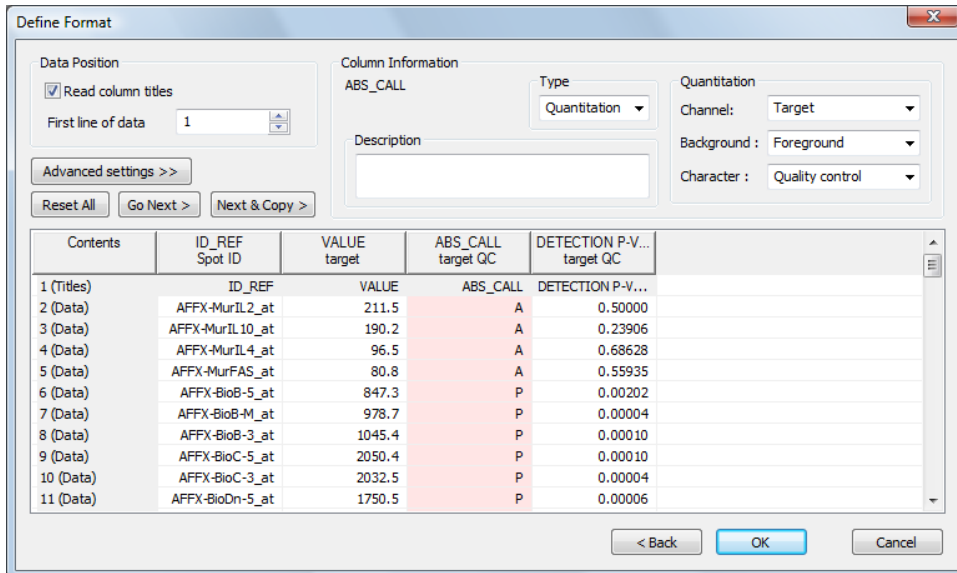 Define Format
Data Position
Read column titles
First line of data 1
Advanced settings >>
Reset All Go Next > Next & Copy >
Column Information
ABS_CALL
Type
Quantitation
Description
Quantitation
Channel: Target
Background : Foreground
Character : Quality control
Contents ID_REF VALUE ABS_CALL DETECTION P-V...
Spot ID target target QC target QC
1 (Titles) ID_REF VALUE ABS_CALL DETECTION P-V...
2 (Data) AFFX-MurIL2_at 211.5 A 0.50000
3 (Data) AFFX-MurIL10_at 190.2 A 0.23906
4 (Data) AFFX-MurIL4_at 96.5 A 0.68628
5 (Data) AFFX-MurFAS_at 80.8 A 0.55935
6 (Data) AFFX-BioB-5_at 847.3 P 0.00202
7 (Data) AFFX-BioB-M_at 978.7 P 0.00004
8 (Data) AFFX-BioB-3_at 1045.4 P 0.00010
9 (Data) AFFX-BioC-5_at 2050.4 P 0.00010
10 (Data) AFFX-BioC-3_at 2032.5 P 0.00004
11 (Data) AFFX-BioDn-5_at 1750.5 P 0.00006
< Back OK Cancel